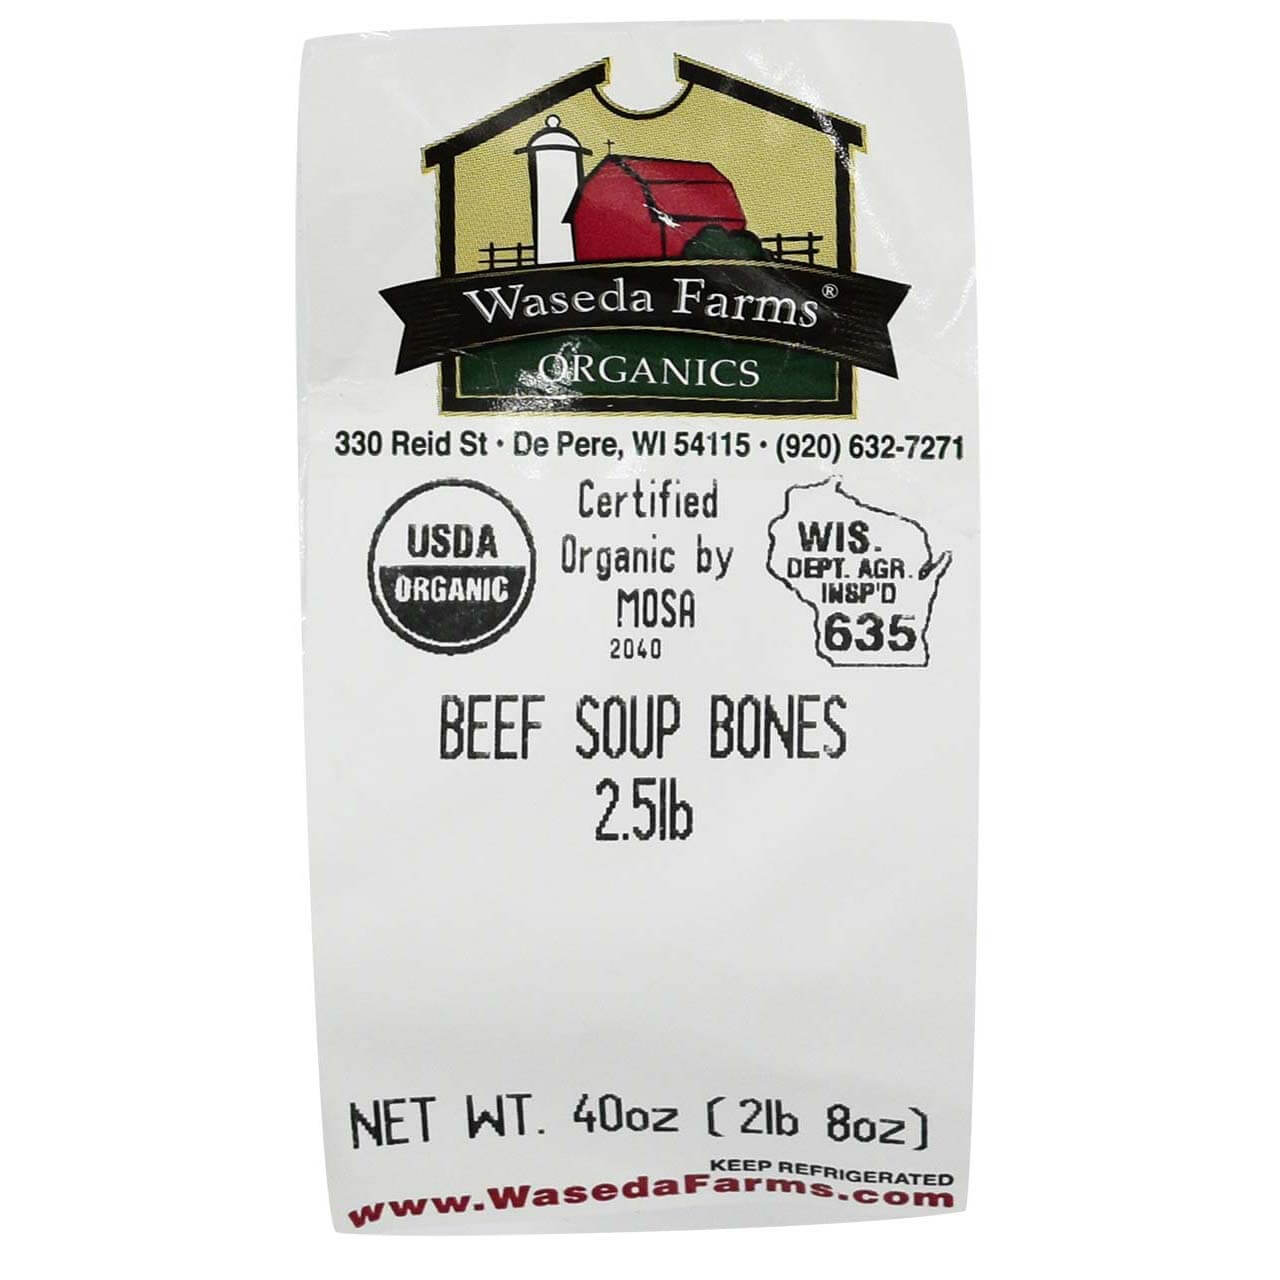 Waseda Farms®
ORGANICS
330 Reid St • De Pere, WI 54115 • (920) 632-7271
USDA
ORGANIC
Certified
Organic by
MOSA
2040
WIS.
DEPT. AGR.
INSP'D
635
BEEF SOUP BONES
2.5lb
NET WT. 40oz (2lb 8oz)
KEEP REFRIGERATED
www.WasedaFarms.com